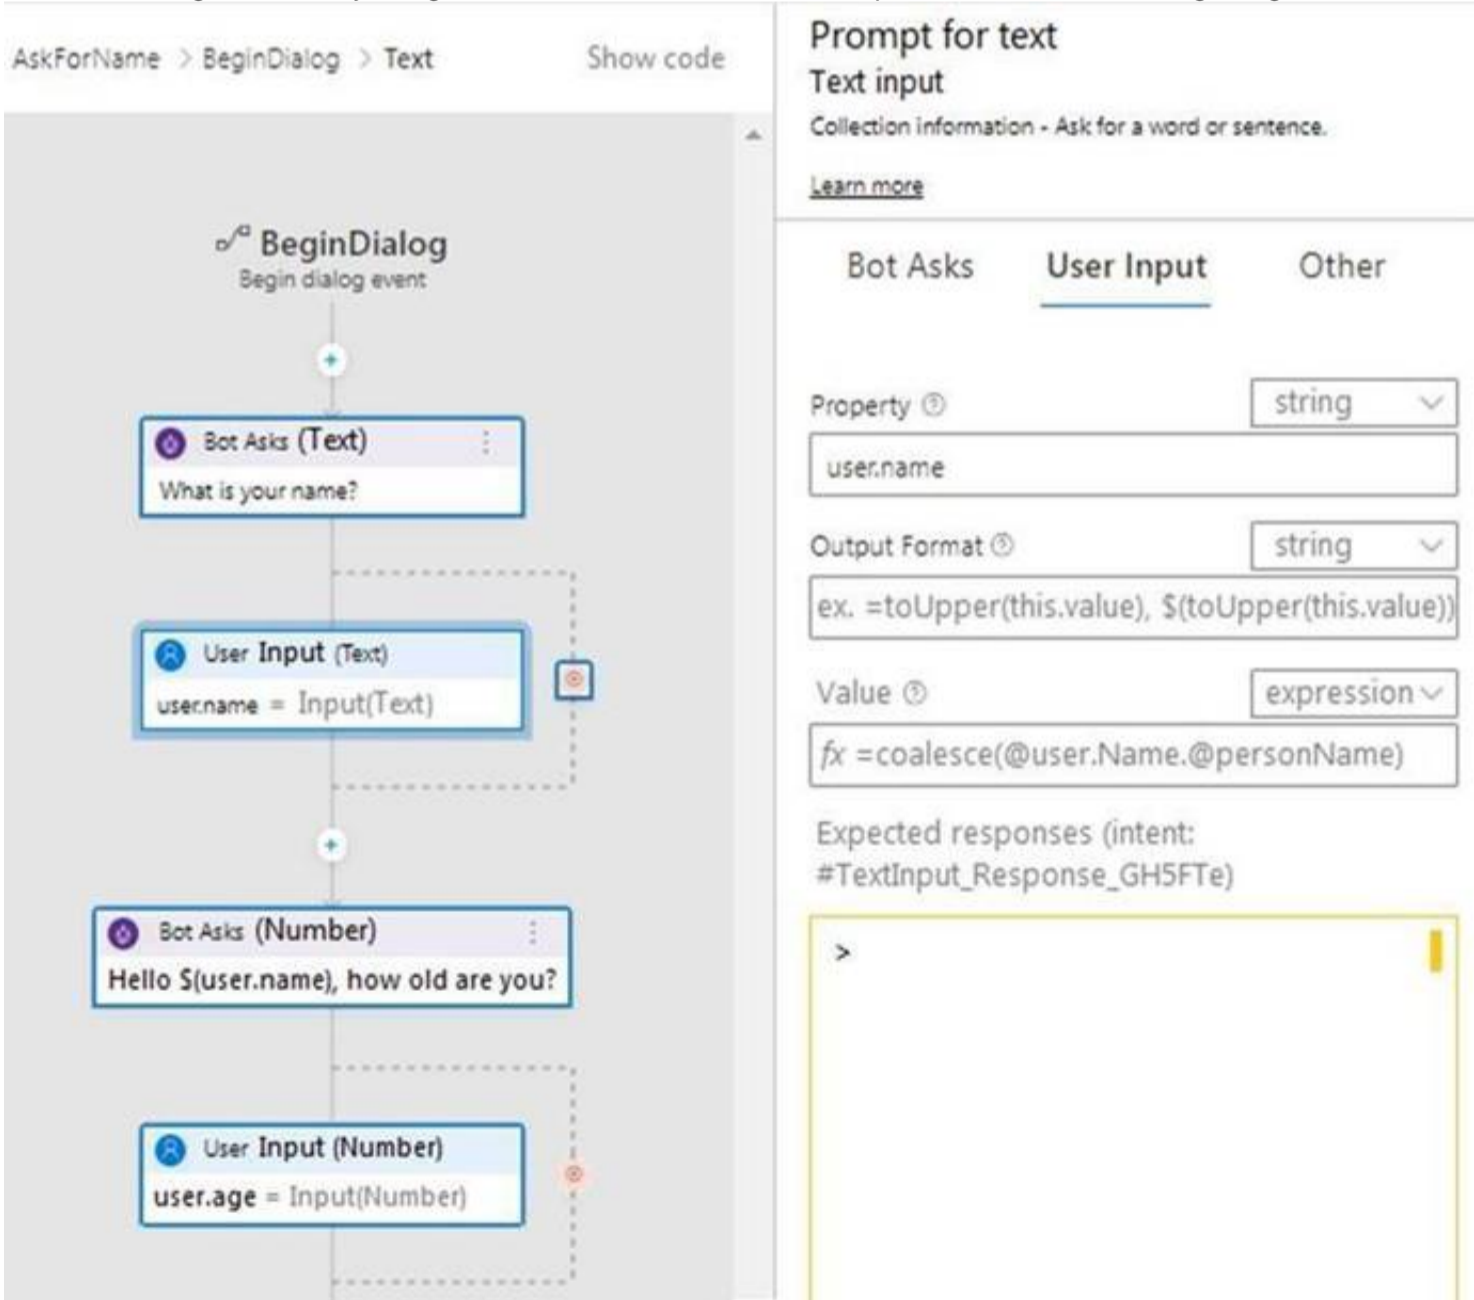 AskForName > BeginDialog > Text
Show code
BeginDialog
Begin dialog event
Bot Asks (Text)
What is your name?
User Input (Text)
user.name = Input(Text)
Bot Asks (Number)
Hello $(user.name), how old are you?
User Input (Number)
user.age = Input(Number)
Prompt for text
Text input
Collection information - Ask for a word or sentence.
Learn more
Bot Asks User Input Other
Property string
user.name
Output Format string
ex. =toUpper(this.value), $(toUpper(this.value))
Value expression
fx =coalesce(@user.Name.@personName)
Expected responses (intent:
#TextInput_Response_GH5FTe)
>